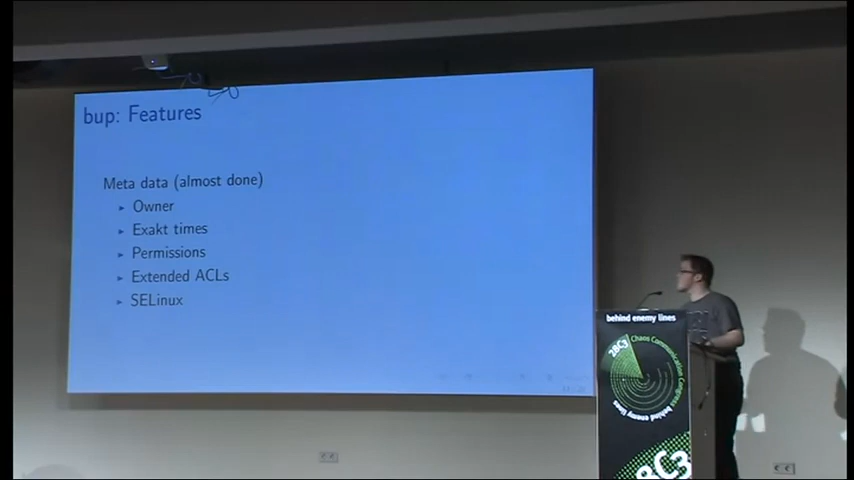 bup: Features
Meta data (almost done)
Owner
Exakt times
Permissions
Extended ACLs
SELinux
behind enemy lines
28C3
Chaos Communication Congress
behind enemy lines
8C3